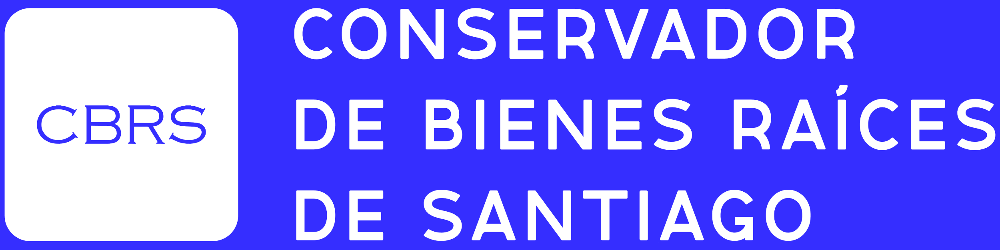 CBRS
CONSERVADOR
DE BIENES RAÍCES
DE SANTIAGO